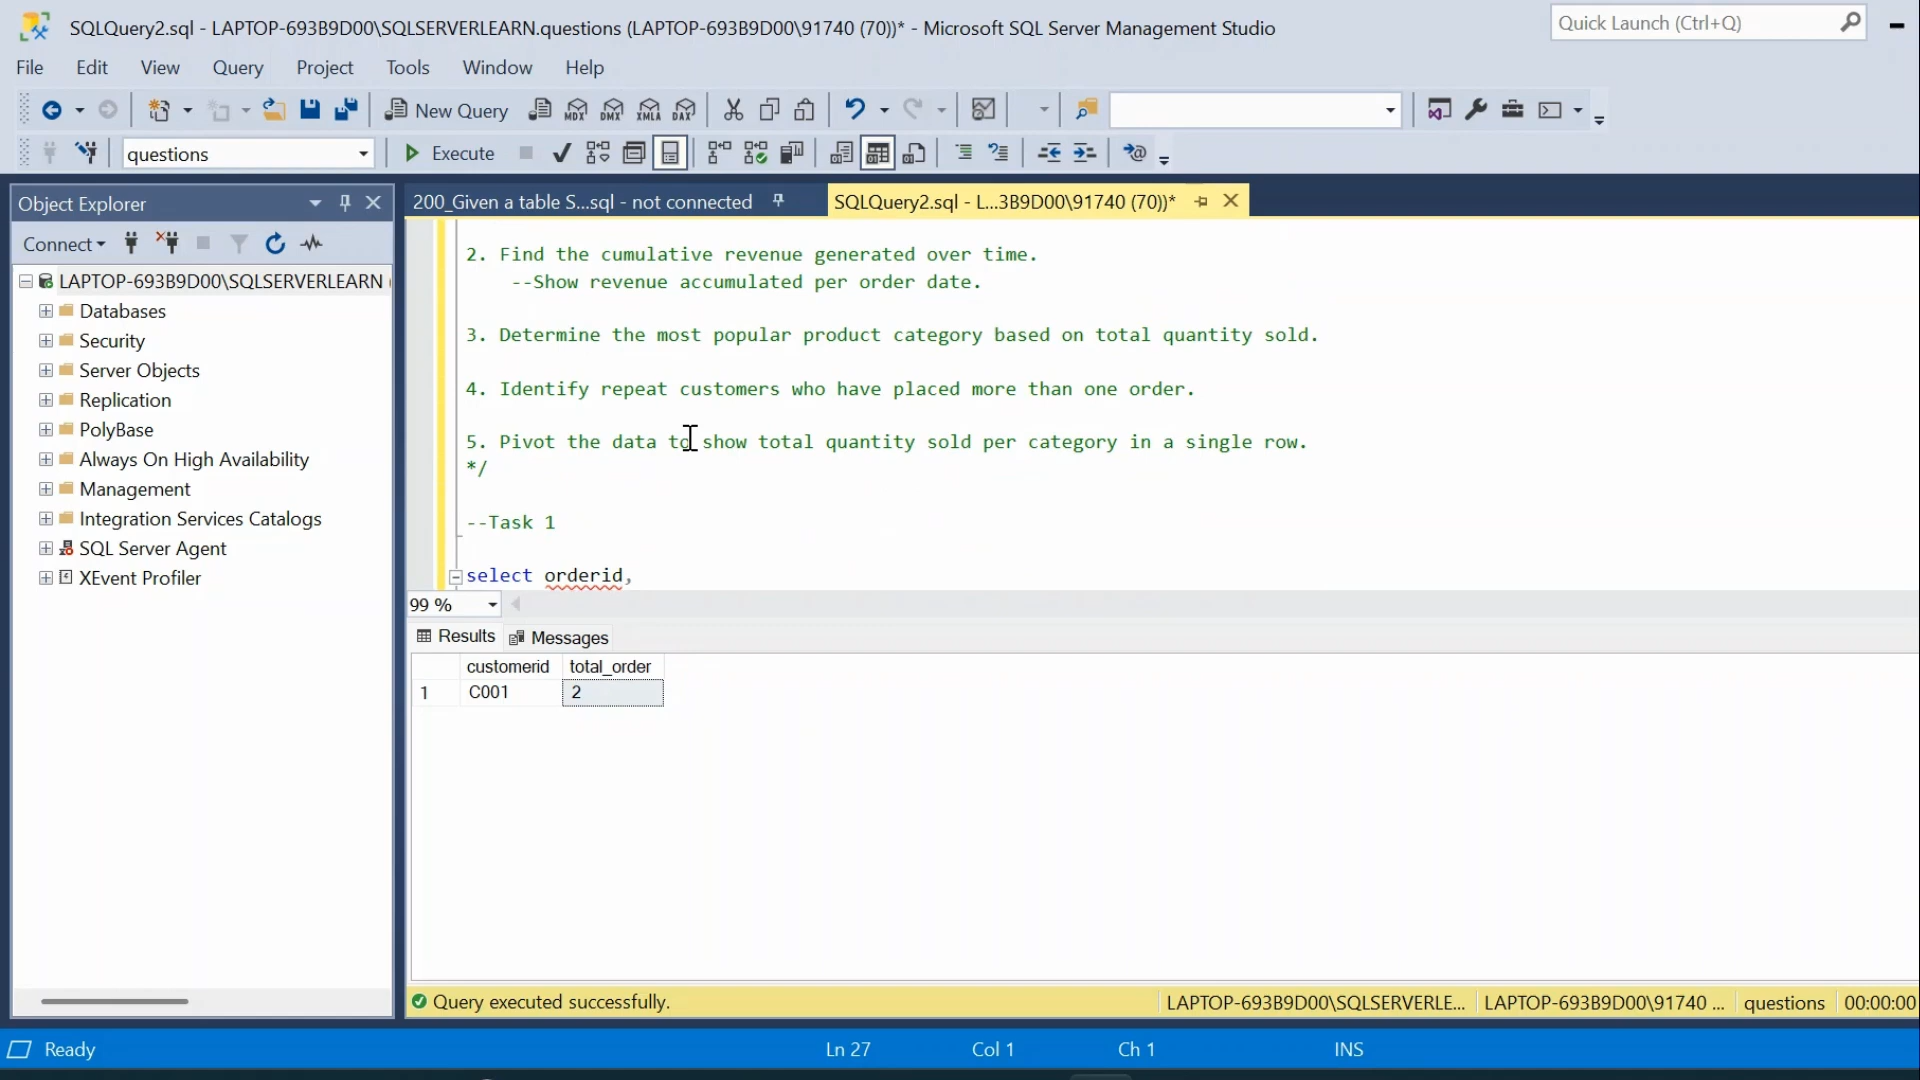 SQLQuery2.sql - LAPTOP-693B9D00\SQLSERVERLEARN.questions (LAPTOP-693B9D00\91740 (70))* - Microsoft SQL Server Management Studio
Quick Launch (Ctrl+Q)
File Edit View Query Project Tools Window Help
New Query MDX DMX XMLA DAX
questions Execute
Object Explorer
200_Given a table S...sql - not connected
SQLQuery2.sql - L...3B9D00\91740 (70))*
Connect
LAPTOP-693B9D00\SQLSERVERLEARN (
Databases
Security
Server Objects
Replication
PolyBase
Always On High Availability
Management
Integration Services Catalogs
SQL Server Agent
XEvent Profiler
2. Find the cumulative revenue generated over time.
--Show revenue accumulated per order date.
3. Determine the most popular product category based on total quantity sold.
4. Identify repeat customers who have placed more than one order.
5. Pivot the data to show total quantity sold per category in a single row.
*/
--Task 1
select orderid,
99 %
Results Messages
customerid total_order
1 C001 2
Query executed successfully.
LAPTOP-693B9D00\SQLSERVERLE... LAPTOP-693B9D00\91740 ... questions 00:00:00
Ready Ln 27 Col 1 Ch 1 INS